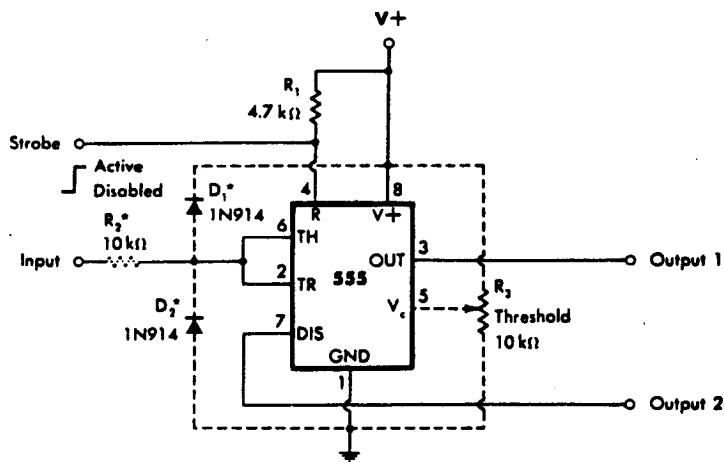 V+
R₁
4.7 kΩ
Strobe
Active
Disabled
D₁*
1N914
4
8
R
V+
R₂*
10 kΩ
6
TH
Input
OUT
3
Output 1
2
TR
555
R₃
5
V꜀
Threshold
10 kΩ
D₂*
1N914
7
DIS
GND
1
Output 2